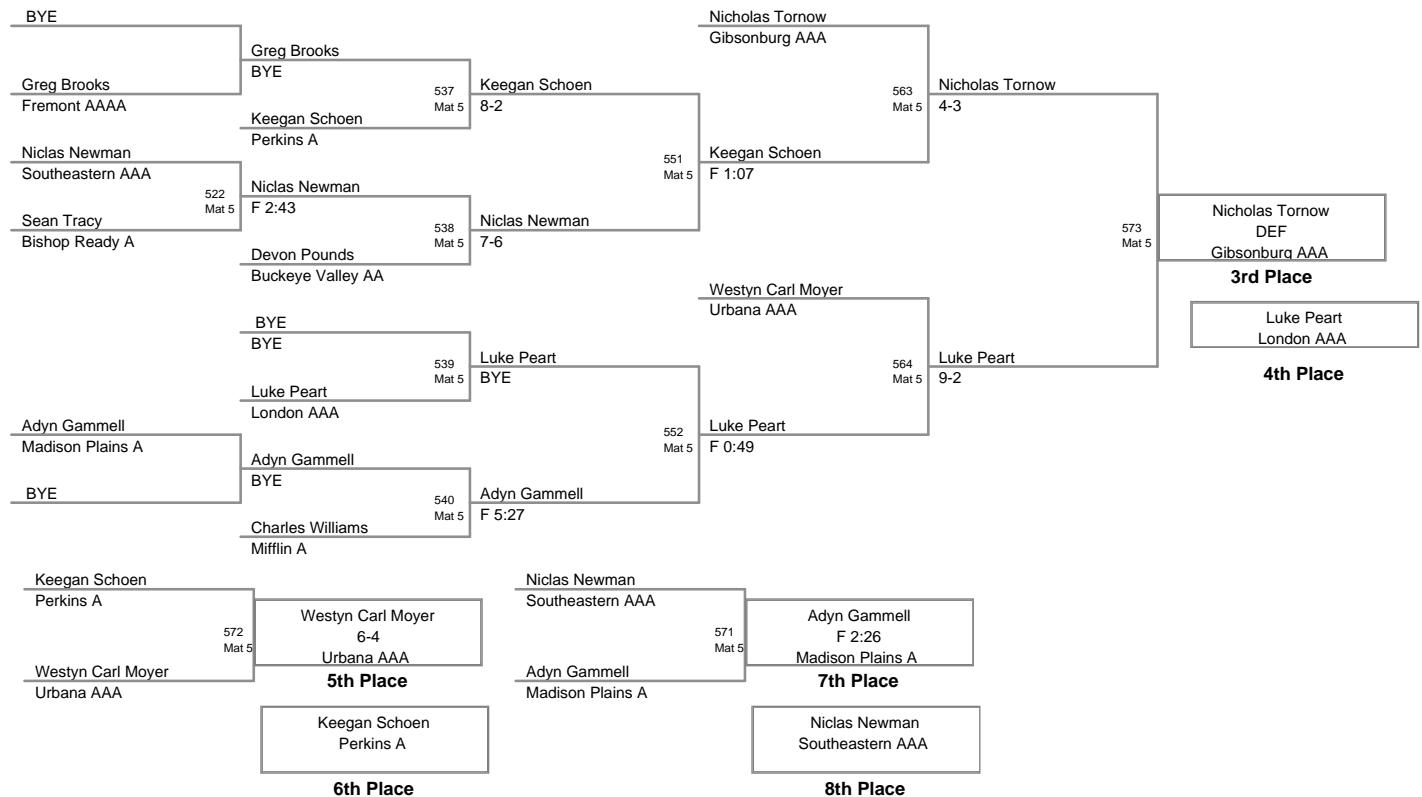 BYE
Greg Brooks
Fremont AAAA
Niclas Newman
Southeastern AAA
522
Mat 5
Sean Tracy
Bishop Ready A
Adyn Gammell
Madison Plains A
BYE
Greg Brooks
BYE
537
Mat 5
Keegan Schoen
Perkins A
Niclas Newman
F 2:43
538
Mat 5
Devon Pounds
Buckeye Valley AA
BYE
BYE
539
Mat 5
Luke Peart
London AAA
Adyn Gammell
BYE
540
Mat 5
Charles Williams
Mifflin A
Keegan Schoen
8-2
551
Mat 5
Niclas Newman
7-6
Luke Peart
BYE
552
Mat 5
Adyn Gammell
F 5:27
Nicholas Tornow
Gibsonburg AAA
563
Mat 5
Keegan Schoen
F 1:07
Westyn Carl Moyer
Urbana AAA
564
Mat 5
Luke Peart
F 0:49
Nicholas Tornow
4-3
573
Mat 5
Luke Peart
9-2
Nicholas Tornow
DEF
Gibsonburg AAA
3rd Place
Luke Peart
London AAA
4th Place
Keegan Schoen
Perkins A
572
Mat 5
Westyn Carl Moyer
Urbana AAA
Westyn Carl Moyer
6-4
Urbana AAA
5th Place
Keegan Schoen
Perkins A
6th Place
Niclas Newman
Southeastern AAA
571
Mat 5
Adyn Gammell
Madison Plains A
Adyn Gammell
F 2:26
Madison Plains A
7th Place
Niclas Newman
Southeastern AAA
8th Place